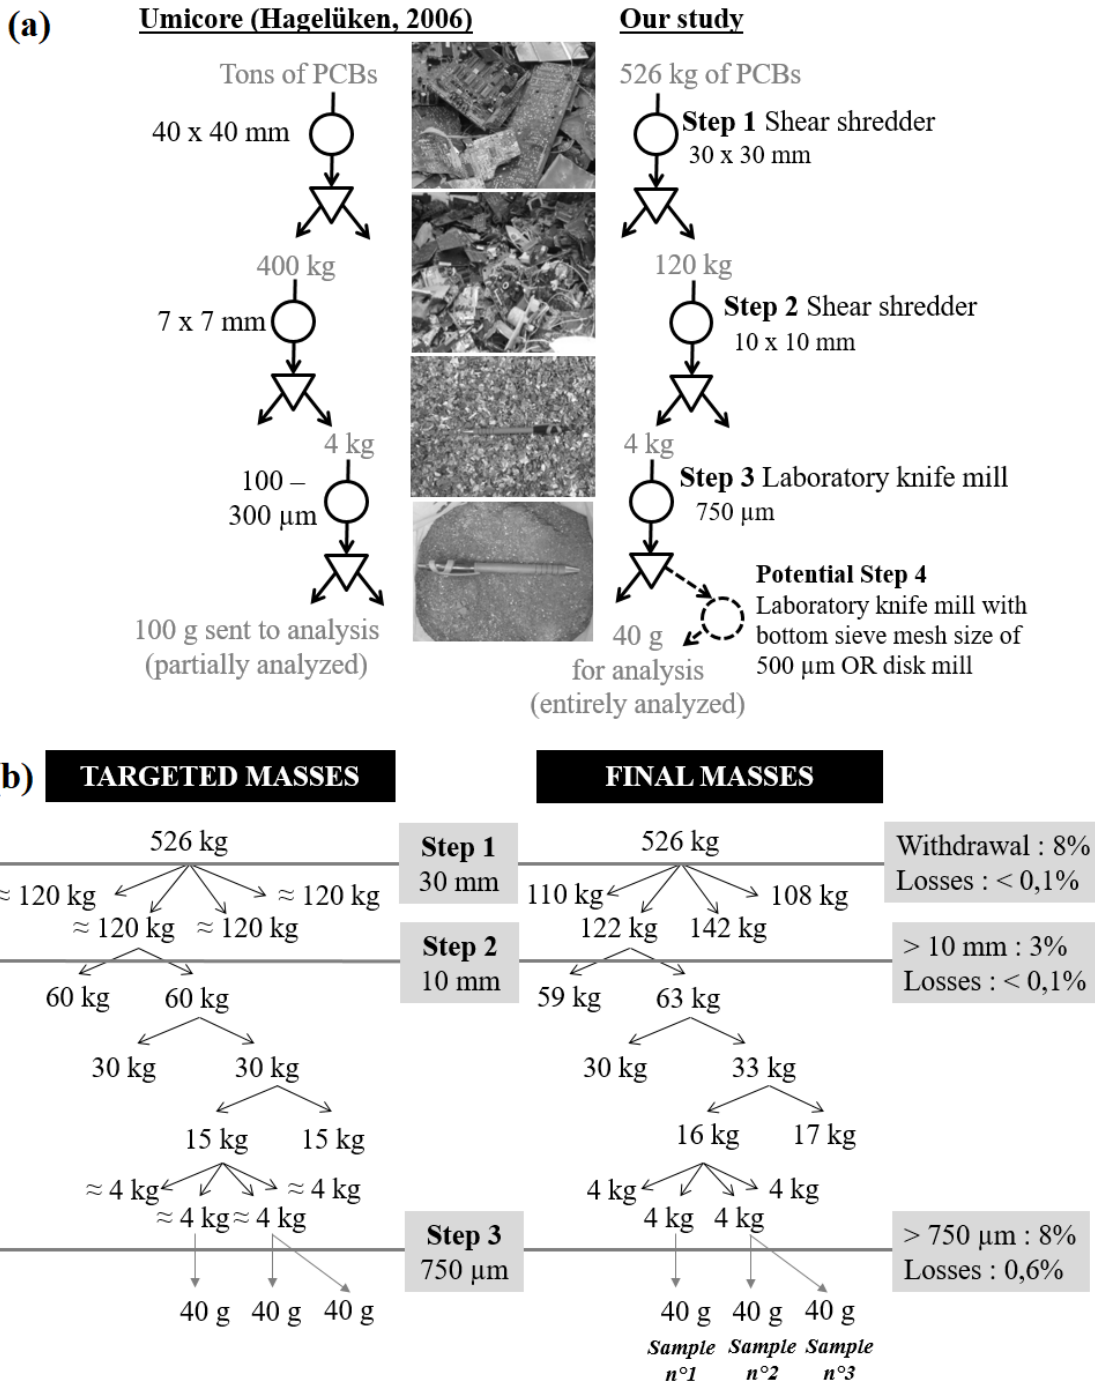 (a)
Umicore (Hagelüken, 2006)
Our study
Tons of PCBs
40 x 40 mm
400 kg
7 x 7 mm
4 kg
100 –
300 µm
100 g sent to analysis
(partially analyzed)
526 kg of PCBs
Step 1 Shear shredder
30 x 30 mm
120 kg
Step 2 Shear shredder
10 x 10 mm
4 kg
Step 3 Laboratory knife mill
750 µm
Potential Step 4
Laboratory knife mill with
bottom sieve mesh size of
500 µm OR disk mill
40 g
for analysis
(entirely analyzed)
b)
TARGETED MASSES
FINAL MASSES
526 kg
Step 1
30 mm
526 kg
Withdrawal : 8%
Losses : < 0,1%
≈ 120 kg
≈ 120 kg
≈ 120 kg
≈ 120 kg
110 kg
108 kg
122 kg
142 kg
Step 2
10 mm
> 10 mm : 3%
Losses : < 0,1%
60 kg
60 kg
59 kg
63 kg
30 kg
30 kg
30 kg
33 kg
15 kg
15 kg
16 kg
17 kg
≈ 4 kg
≈ 4 kg
≈ 4 kg
≈ 4 kg
4 kg
4 kg
4 kg
4 kg
Step 3
750 µm
> 750 µm : 8%
Losses : 0,6%
40 g
40 g
40 g
40 g
40 g
40 g
Sample
n°1
Sample
n°2
Sample
n°3